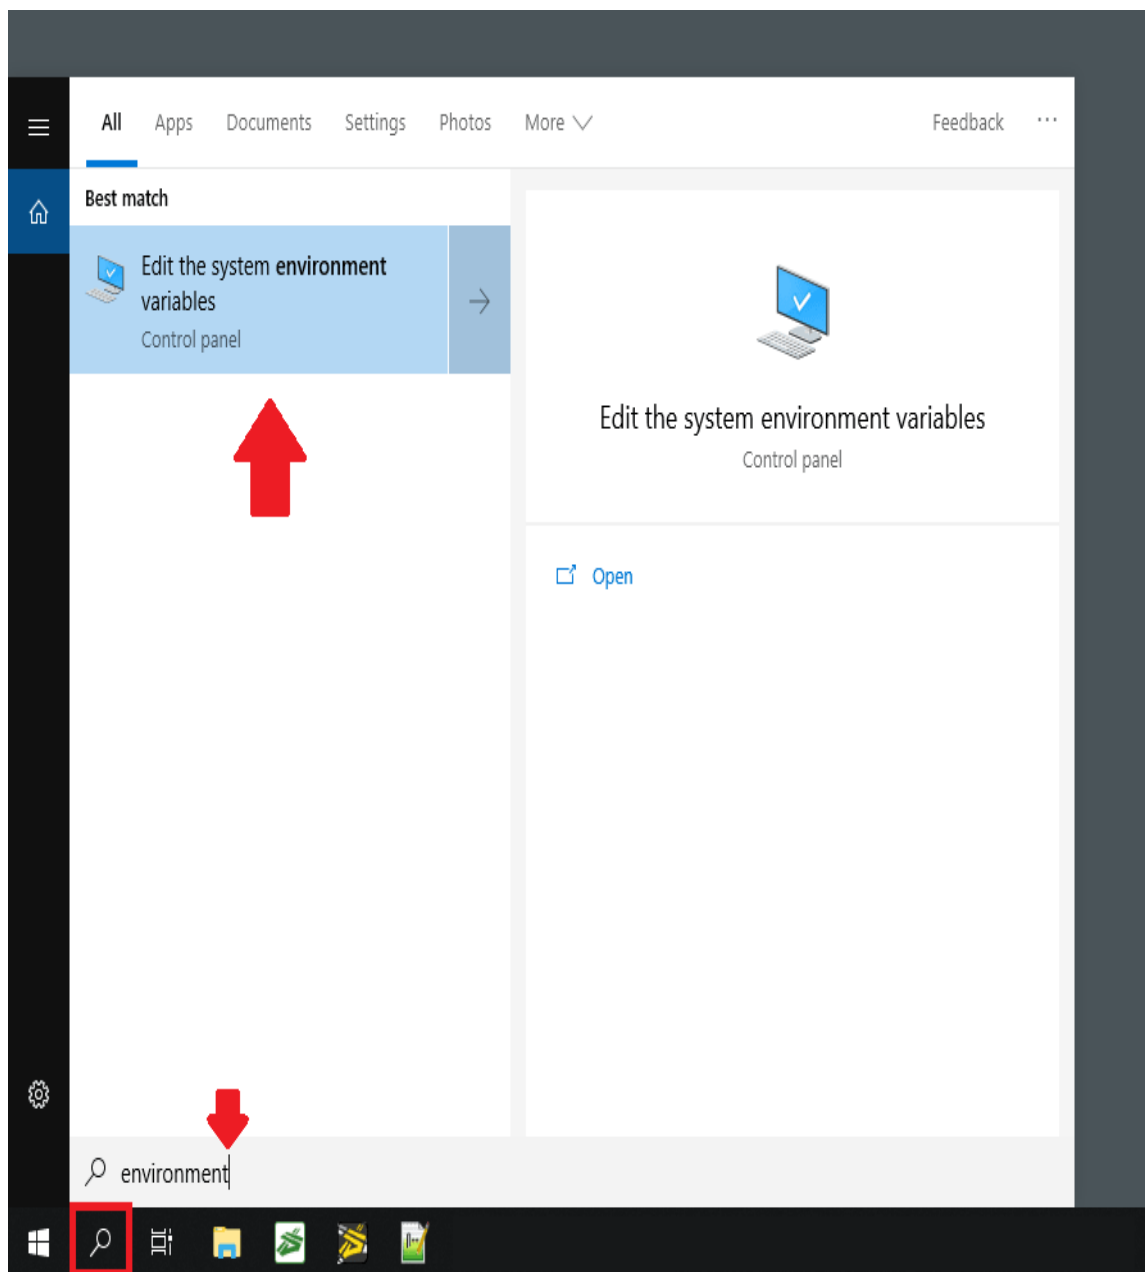 All Apps Documents Settings Photos More Feedback ...
Best match
Edit the system environment
variables
Control panel
Edit the system environment variables
Control panel
Open
environment